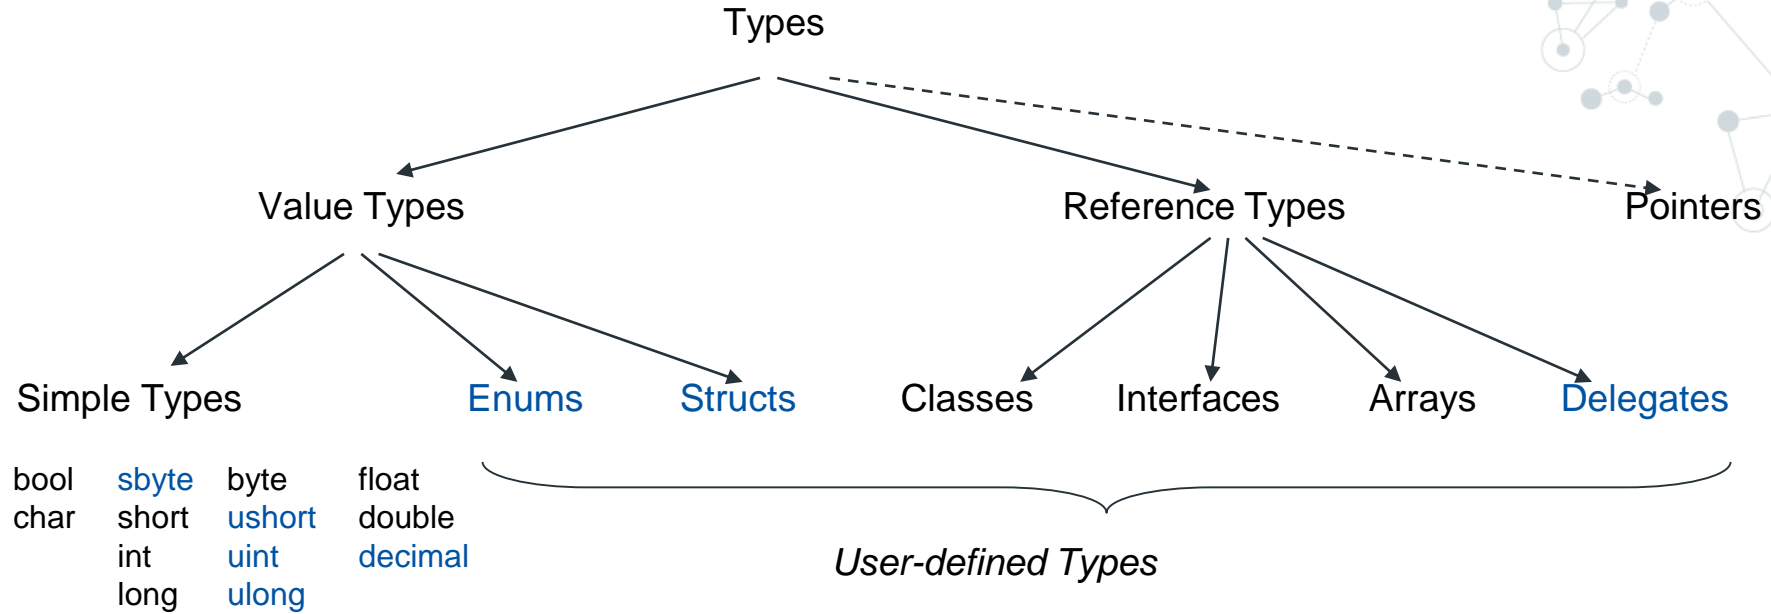 Types
Value Types Reference Types Pointers
Simple Types Enums Structs Classes Interfaces Arrays Delegates
bool sbyte byte float
char short ushort double
int uint decimal
User-defined Types
long ulong